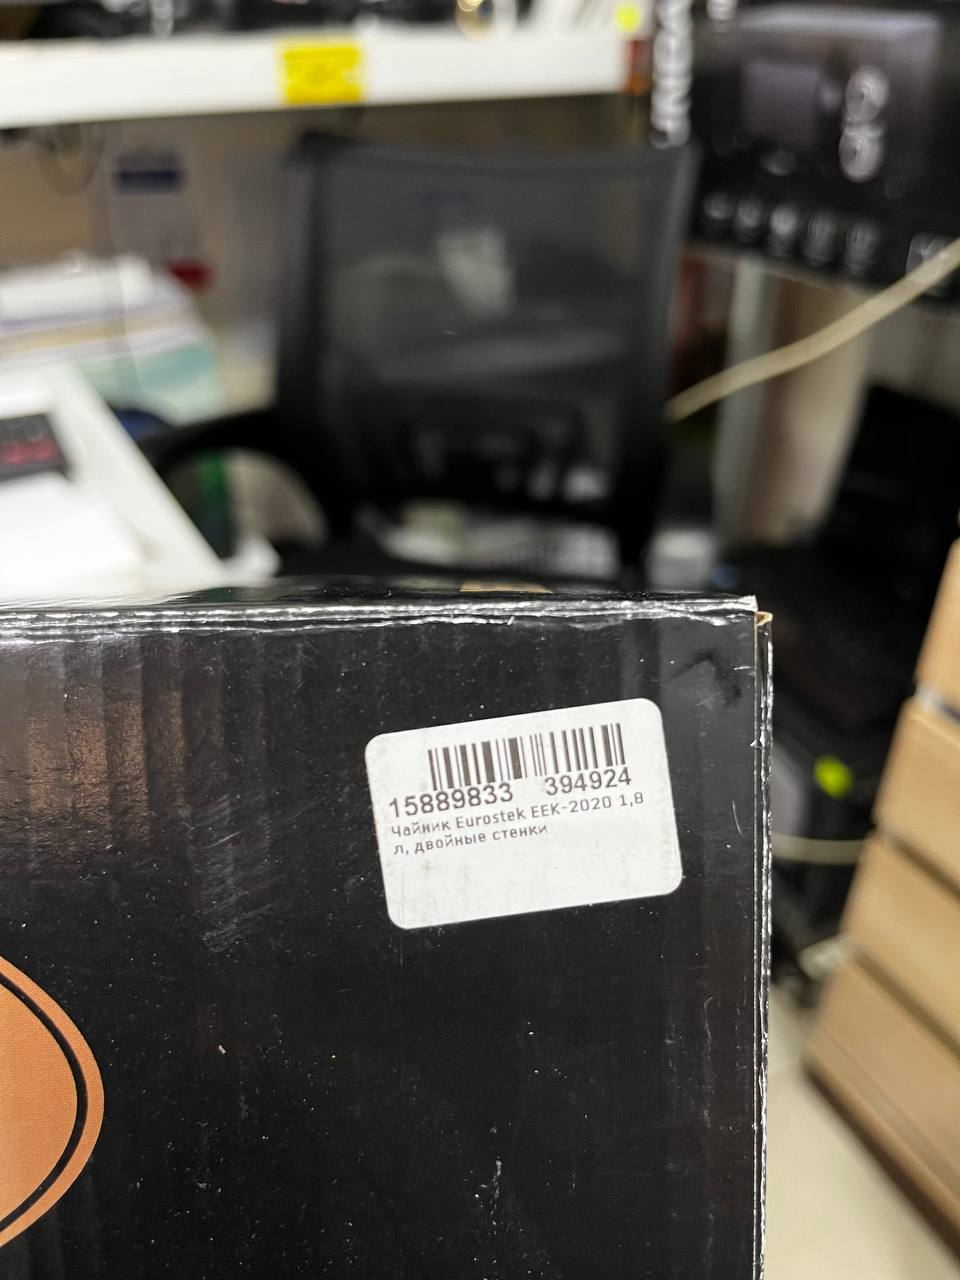 15889833 394924
Чайник Eurostek EEK-2020 1,8
л, двойные стенки